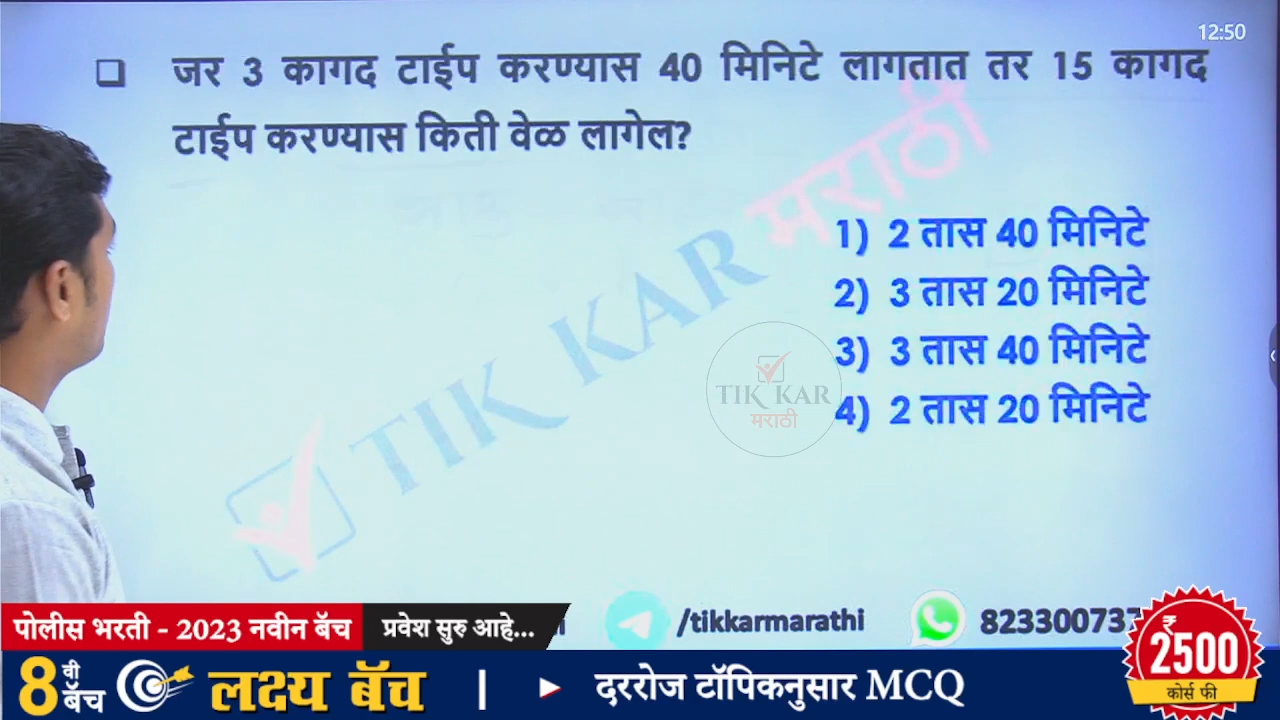 12:50
❑ जर 3 कागद टाईप करण्यास 40 मिनिटे लागतात तर 15 कागद
टाईप करण्यास किती वेळ लागेल?
1) 2 तास 40 मिनिटे
2) 3 तास 20 मिनिटे
3) 3 तास 40 मिनिटे
4) 2 तास 20 मिनिटे
TIK KAR मराठी
TIK KAR
मराठी
/tikkarmarathi
823300737
पोलीस भरती - 2023 नवीन बॅच
प्रवेश सुरु आहे...
₹
2500
कोर्स फी
8 वी बॅच
लक्ष्य बॅच | ► दररोज टॉपिकनुसार MCQ